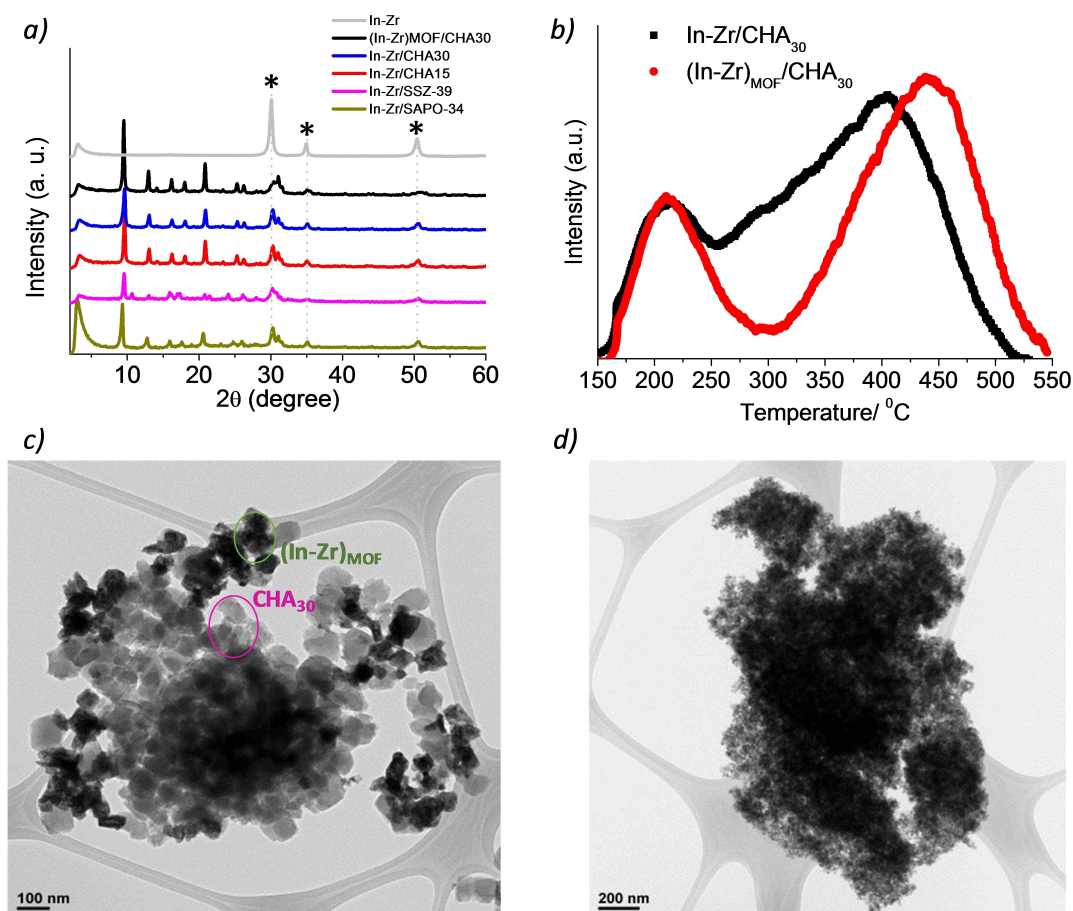 a)
In-Zr
(In-Zr)MOF/CHA30
In-Zr/CHA30
In-Zr/CHA15
In-Zr/SSZ-39
In-Zr/SAPO-34
* * *
Intensity (a. u.)
10 20 30 40 50 60
2θ (degree)
b)
In-Zr/CHA30
(In-Zr)MOF/CHA30
Intensity (a.u.)
150 200 250 300 350 400 450 500 550
Temperature/ ⁰C
c)
(In-Zr)MOF
CHA30
100 nm
d)
200 nm